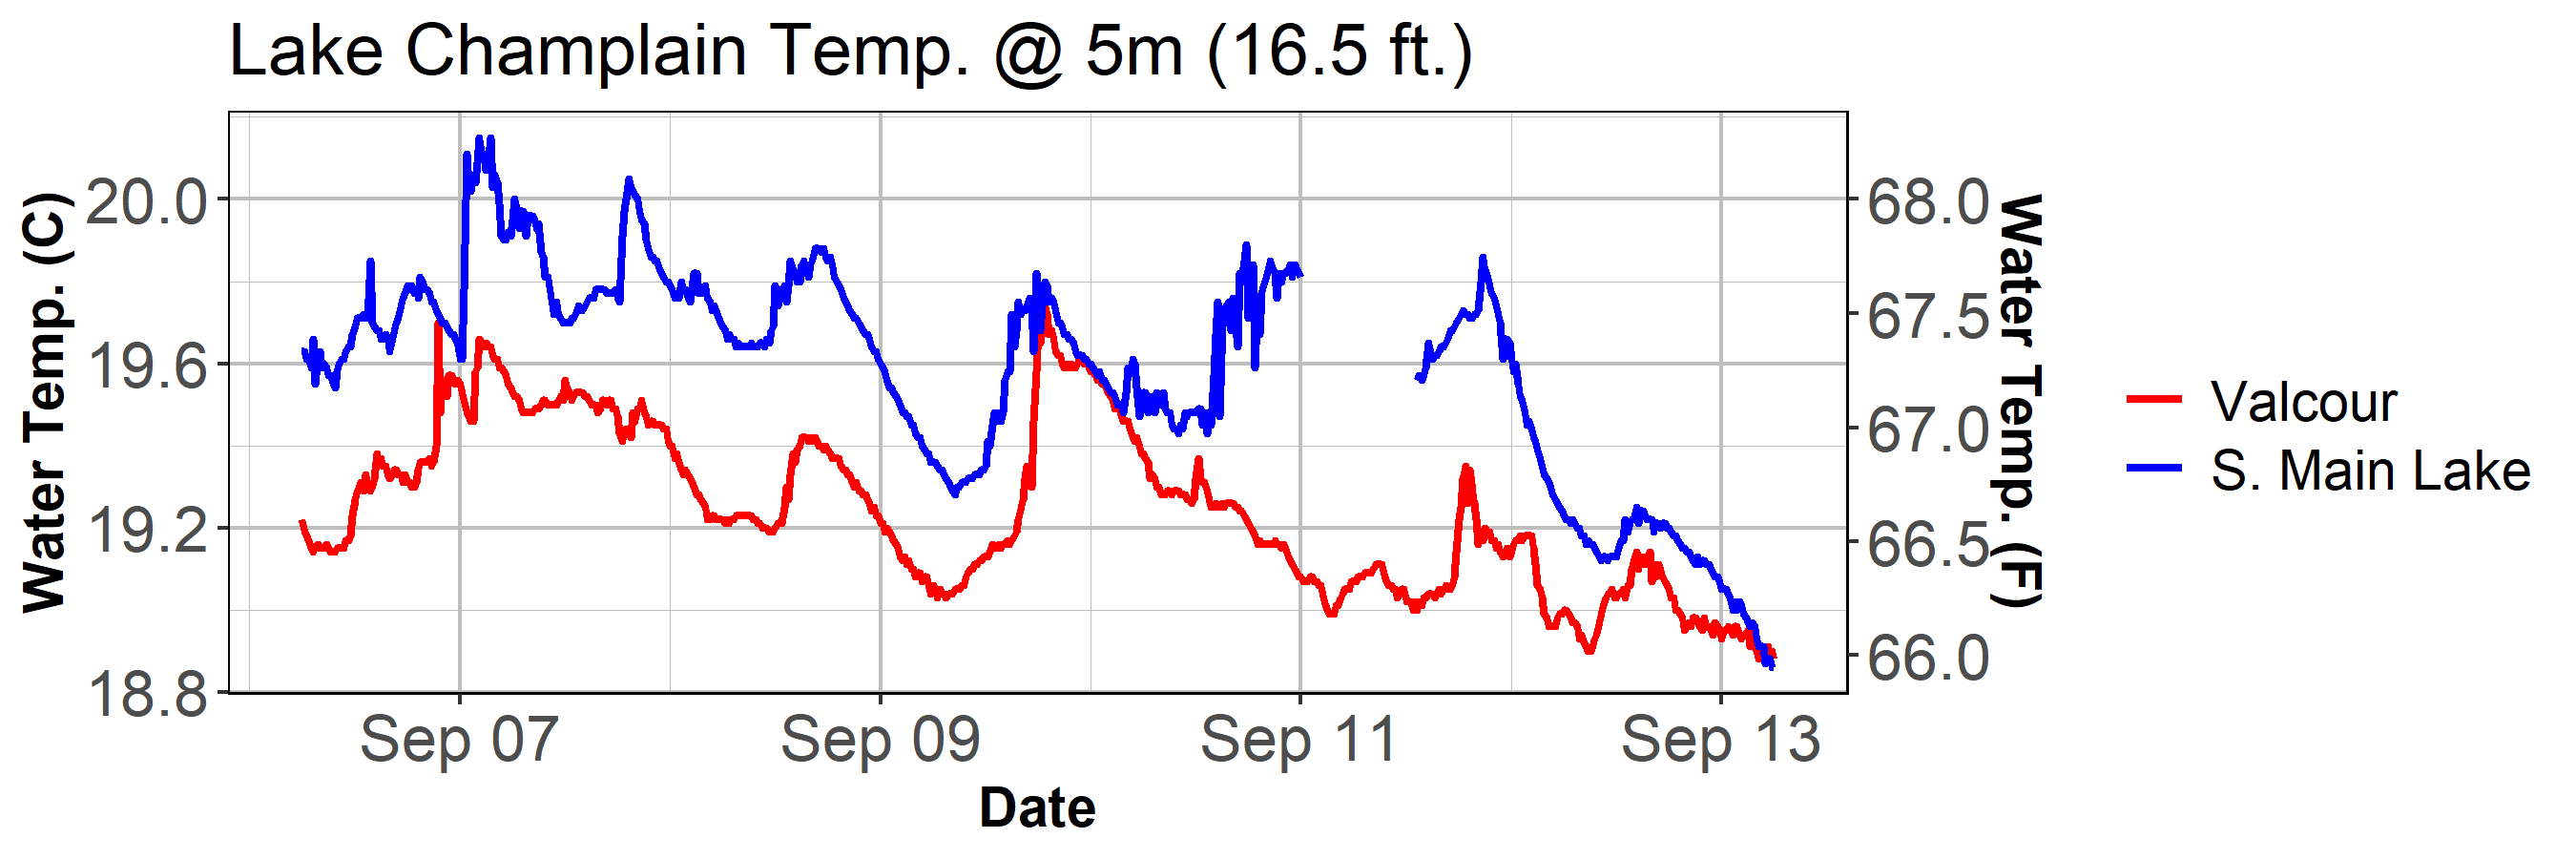 Lake Champlain Temp. @ 5m (16.5 ft.)
Water Temp. (C)
20.0
19.6
19.2
18.8
68.0
67.5
67.0
66.5
66.0
Water Temp. (F)
Sep 07
Sep 09
Sep 11
Sep 13
Date
Valcour
S. Main Lake